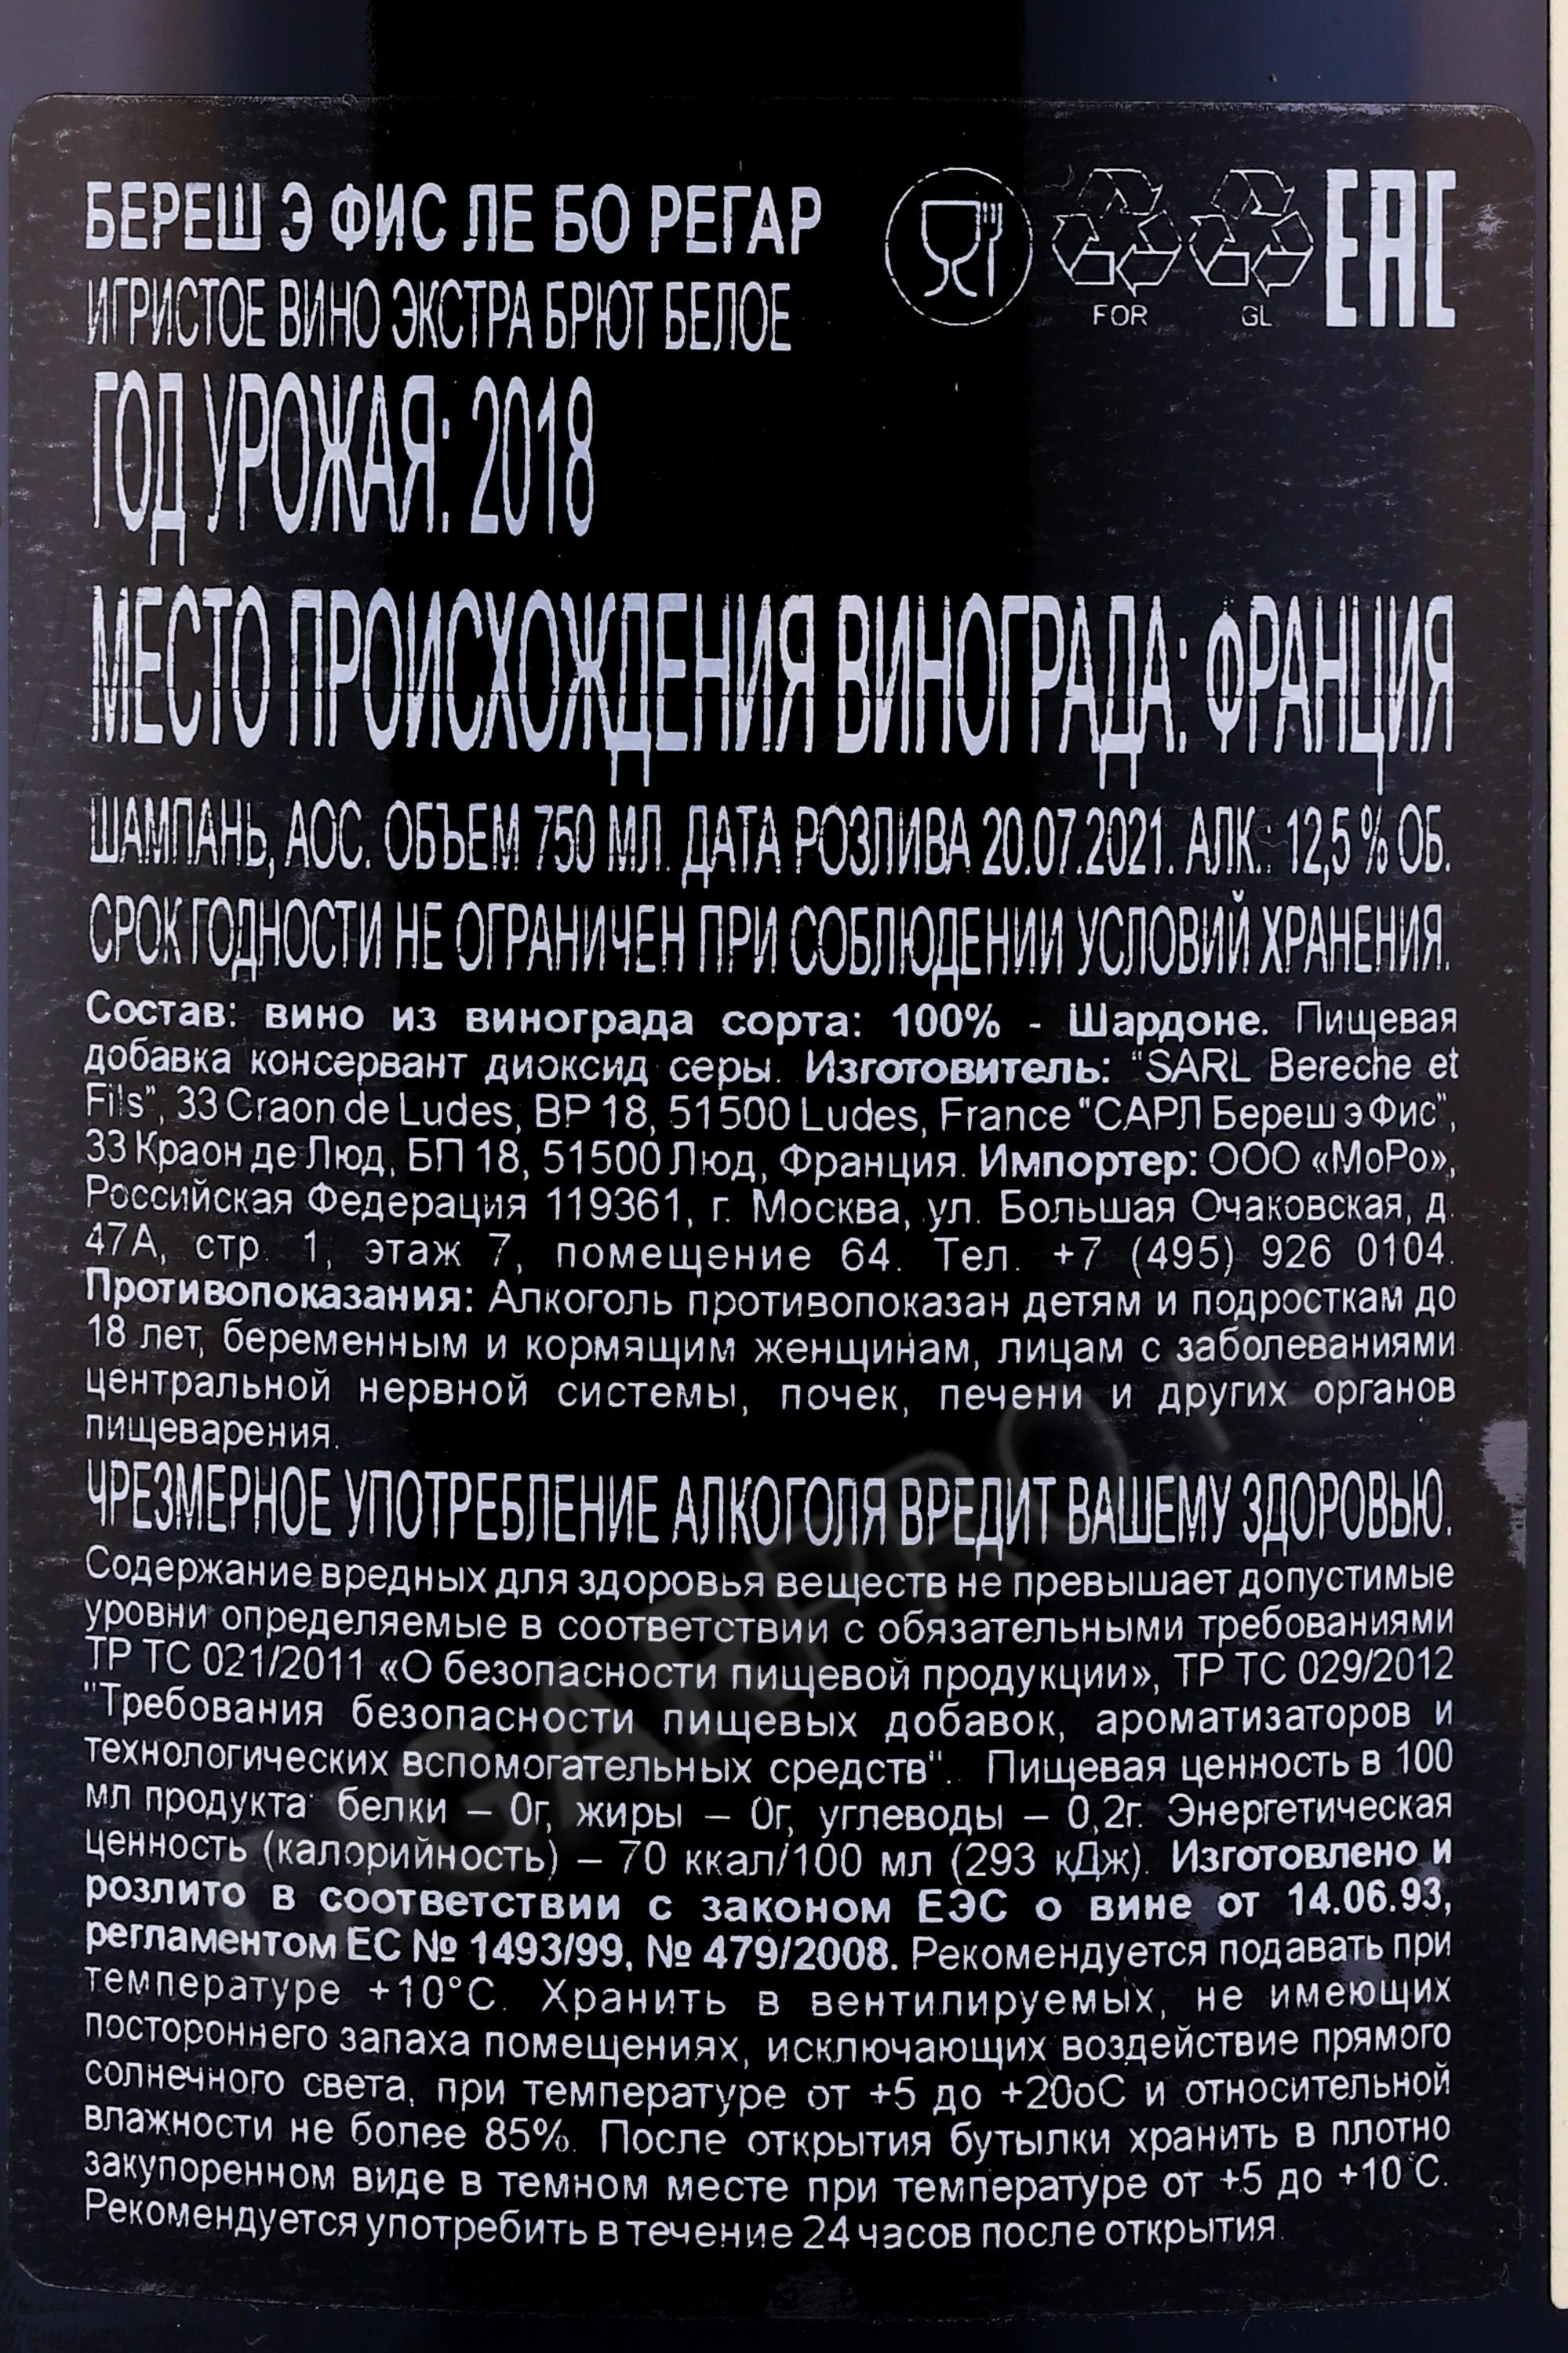 БЕРЕШ Э ФИС ЛЕ БО РЕГАР
ИГРИСТОЕ ВИНО ЭКСТРА БРЮТ БЕЛОЕ
FOR GL EAC
ГОД УРОЖАЯ: 2018
МЕСТО ПРОИСХОЖДЕНИЯ ВИНОГРАДА: ФРАНЦИЯ
ШАМПАНЬ, АОС. ОБЪЕМ 750 МЛ. ДАТА РОЗЛИВА 20.07.2021. АЛК.: 12,5 % ОБ.
СРОК ГОДНОСТИ НЕ ОГРАНИЧЕН ПРИ СОБЛЮДЕНИИ УСЛОВИЙ ХРАНЕНИЯ.
Состав: вино из винограда сорта: 100% - Шардоне. Пищевая
добавка консервант диоксид серы. Изготовитель: "SARL Bereche et
Fils", 33 Craon de Ludes, BP 18, 51500 Ludes, France "САРЛ Береш э Фис",
33 Краон де Люд, БП 18, 51500 Люд, Франция. Импортер: ООО «МоРо»,
Российская Федерация 119361, г. Москва, ул. Большая Очаковская, д.
47А, стр. 1, этаж 7, помещение 64. Тел. +7 (495) 926 0104.
Противопоказания: Алкоголь противопоказан детям и подросткам до
18 лет, беременным и кормящим женщинам, лицам с заболеваниями
центральной нервной системы, почек, печени и других органов
пищеварения.
ЧРЕЗМЕРНОЕ УПОТРЕБЛЕНИЕ АЛКОГОЛЯ ВРЕДИТ ВАШЕМУ ЗДОРОВЬЮ.
Содержание вредных для здоровья веществ не превышает допустимые
уровни определяемые в соответствии с обязательными требованиями
ТР ТС 021/2011 «О безопасности пищевой продукции», ТР ТС 029/2012
"Требования безопасности пищевых добавок, ароматизаторов и
технологических вспомогательных средств". Пищевая ценность в 100
мл продукта: белки – 0г, жиры – 0г, углеводы – 0,2г. Энергетическая
ценность (калорийность) – 70 ккал/100 мл (293 кДж). Изготовлено и
розлито в соответствии с законом ЕЭС о вине от 14.06.93,
регламентом ЕС № 1493/99, № 479/2008. Рекомендуется подавать при
температуре +10°С. Хранить в вентилируемых, не имеющих
постороннего запаха помещениях, исключающих воздействие прямого
солнечного света, при температуре от +5 до +20оС и относительной
влажности не более 85%. После открытия бутылки хранить в плотно
закупоренном виде в темном месте при температуре от +5 до +10°С.
Рекомендуется употребить в течение 24 часов после открытия.
CIGARPRO.RU